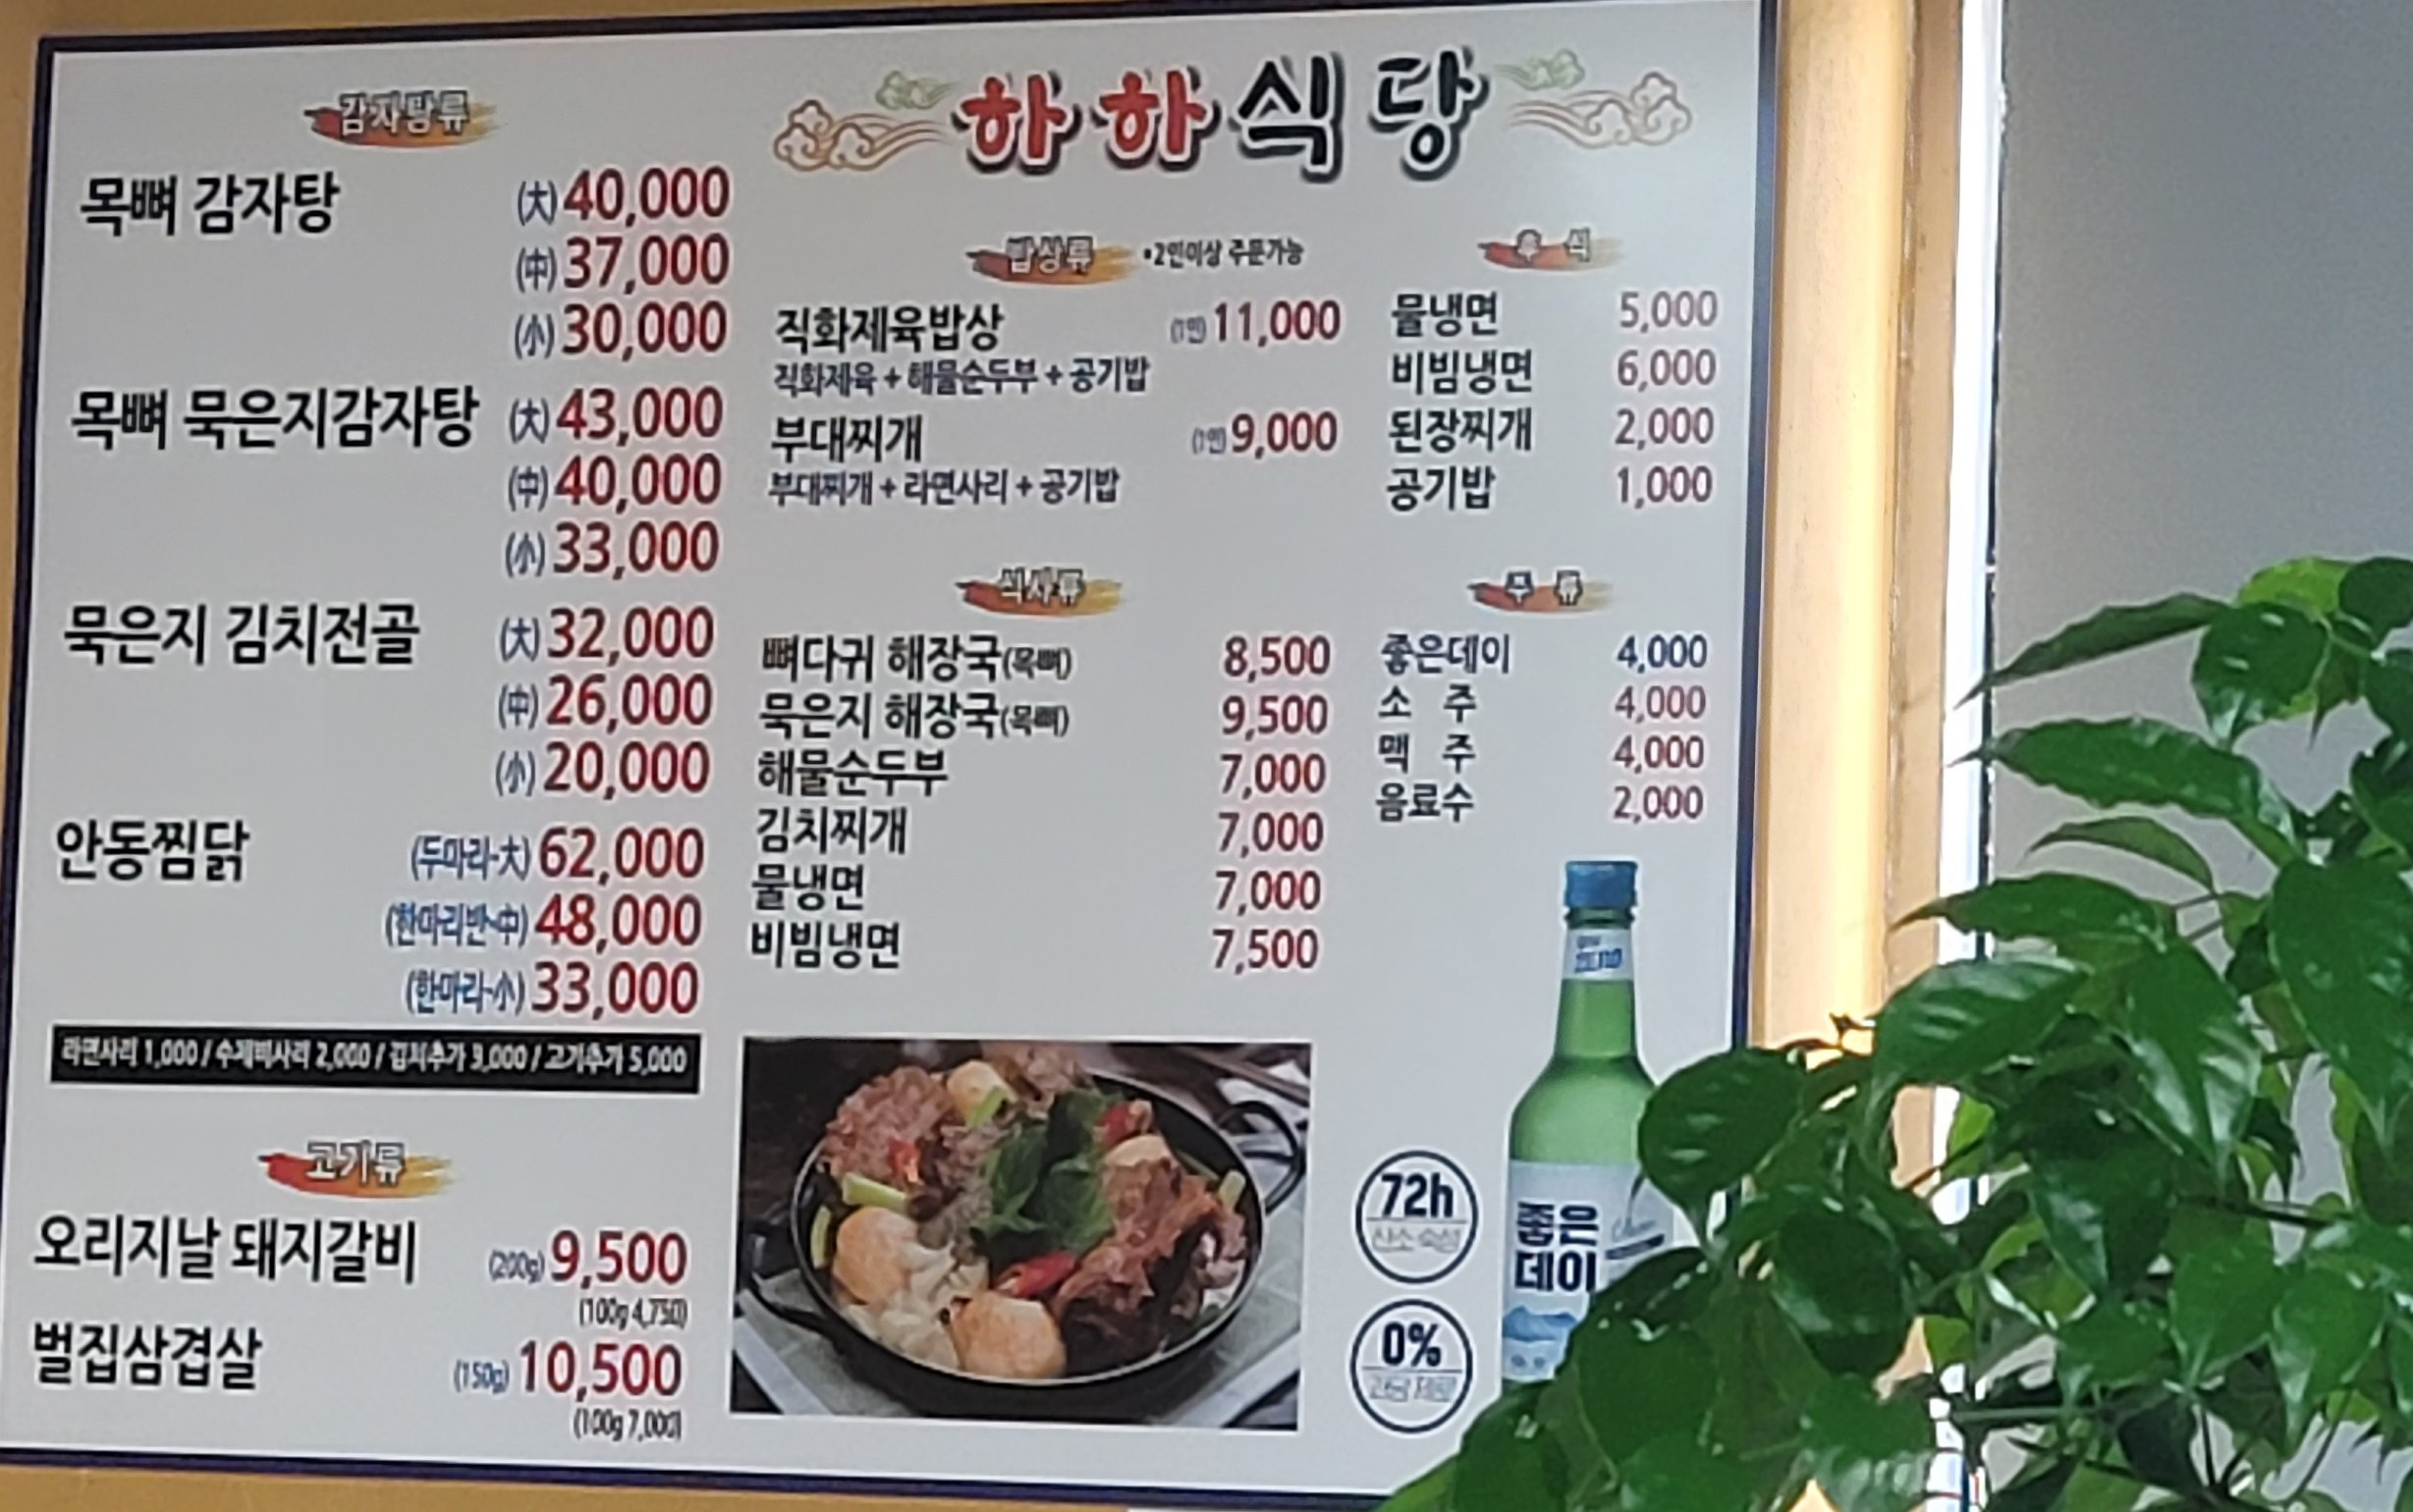 하하식당
감자탕류
목뼈 감자탕 (大) 40,000
(中) 37,000
(小) 30,000
목뼈 묵은지감자탕 (大) 43,000
(中) 40,000
(小) 33,000
묵은지 김치전골 (大) 32,000
(中) 26,000
(小) 20,000
안동찜닭 (두마리-大) 62,000
(한마리반-中) 48,000
(한마리-小) 33,000
라면사리 1,000 / 수제비사리 2,000 / 김치추가 3,000 / 고기추가 5,000
고기류
오리지날 돼지갈비 (200g) 9,500
(100g 4,750)
벌집삼겹살 (150g) 10,500
(100g 7,000)
밥상류 •2인이상 주문가능
직화제육밥상 (1인) 11,000
직화제육 + 해물순두부 + 공기밥
부대찌개 (1인) 9,000
부대찌개 + 라면사리 + 공기밥
식사류
뼈다귀 해장국(목뼈) 8,500
묵은지 해장국(목뼈) 9,500
해물순두부 7,000
김치찌개 7,000
물냉면 7,000
비빔냉면 7,500
후 식
물냉면 5,000
비빔냉면 6,000
된장찌개 2,000
공기밥 1,000
주 류
좋은데이 4,000
소 주 4,000
맥 주 4,000
음료수 2,000
72h
산소숙성
0%
좋은
데이